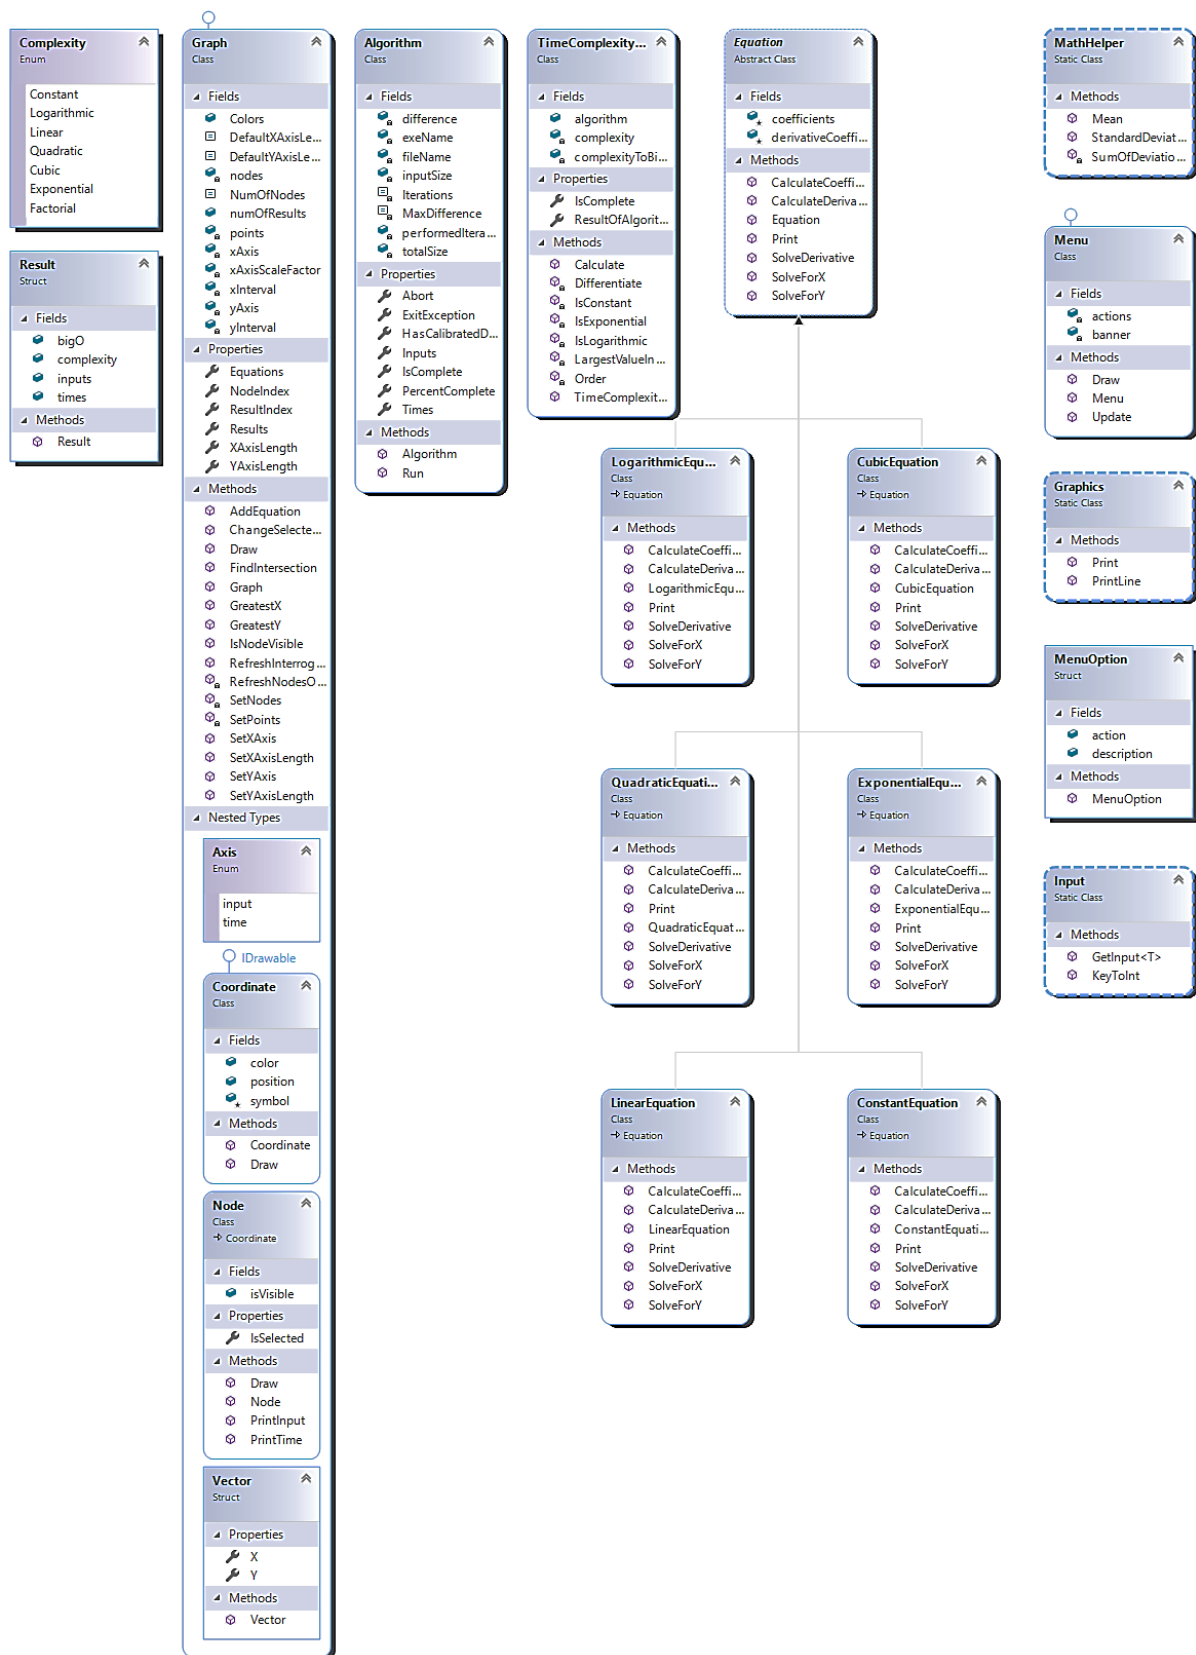 Complexity
Enum
Constant
Logarithmic
Linear
Quadratic
Cubic
Exponential
Factorial
Result
Struct
Fields
bigO
complexity
inputs
times
Methods
Result
Graph
Class
Fields
Colors
DefaultXAxisLe...
DefaultYAxisLe...
nodes
NumOfNodes
numOfResults
points
xAxis
xAxisScaleFactor
xInterval
yAxis
yInterval
Properties
Equations
NodeIndex
ResultIndex
Results
XAxisLength
YAxisLength
Methods
AddEquation
ChangeSelecte...
Draw
FindIntersection
Graph
GreatestX
GreatestY
IsNodeVisible
RefreshInterrog...
RefreshNodesO...
SetNodes
SetPoints
SetXAxis
SetXAxisLength
SetYAxis
SetYAxisLength
Nested Types
Axis
Enum
input
time
IDrawable
Coordinate
Class
Fields
color
position
symbol
Methods
Coordinate
Draw
Node
Class
Coordinate
Fields
isVisible
Properties
IsSelected
Methods
Draw
Node
PrintInput
PrintTime
Vector
Struct
Properties
X
Y
Methods
Vector
Algorithm
Class
Fields
difference
exeName
fileName
inputSize
Iterations
MaxDifference
performedItera...
totalSize
Properties
Abort
ExitException
HasCalibratedD...
Inputs
IsComplete
PercentComplete
Times
Methods
Algorithm
Run
TimeComplexity...
Class
Fields
algorithm
complexity
complexityToBi...
Properties
IsComplete
ResultOfAlgorit...
Methods
Calculate
Differentiate
IsConstant
IsExponential
IsLogarithmic
LargestValueIn...
Order
TimeComplexit...
Equation
Abstract Class
Fields
coefficients
derivativeCoeffi...
Methods
CalculateCoeffi...
CalculateDeriva...
Equation
Print
SolveDerivative
SolveForX
SolveForY
LogarithmicEqu...
Class
Equation
Methods
CalculateCoeffi...
CalculateDeriva...
LogarithmicEqu...
Print
SolveDerivative
SolveForX
SolveForY
CubicEquation
Class
Equation
Methods
CalculateCoeffi...
CalculateDeriva...
CubicEquation
Print
SolveDerivative
SolveForX
SolveForY
QuadraticEquati...
Class
Equation
Methods
CalculateCoeffi...
CalculateDeriva...
Print
QuadraticEquat...
SolveDerivative
SolveForX
SolveForY
ExponentialEqu...
Class
Equation
Methods
CalculateCoeffi...
CalculateDeriva...
ExponentialEqu...
Print
SolveDerivative
SolveForX
SolveForY
LinearEquation
Class
Equation
Methods
CalculateCoeffi...
CalculateDeriva...
LinearEquation
Print
SolveDerivative
SolveForX
SolveForY
ConstantEquation
Class
Equation
Methods
CalculateCoeffi...
CalculateDeriva...
ConstantEquati...
Print
SolveDerivative
SolveForX
SolveForY
MathHelper
Static Class
Methods
Mean
StandardDeviat...
SumOfDeviatio...
Menu
Class
Fields
actions
banner
Methods
Draw
Menu
Update
Graphics
Static Class
Methods
Print
PrintLine
MenuOption
Struct
Fields
action
description
Methods
MenuOption
Input
Static Class
Methods
GetInput<T>
KeyToInt